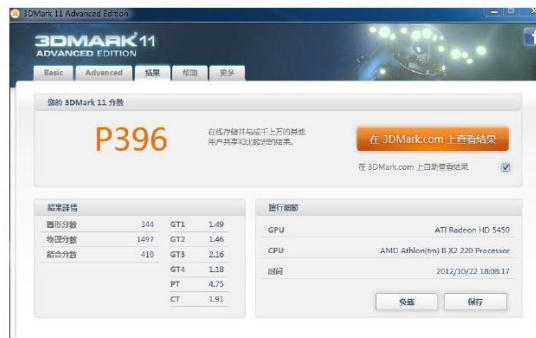 3DMark 11 Advanced Edition
3DMARK 11
ADVANCED EDITION
Basic Advanced 结果 帮助 更多
您的 3DMark 11 分数
P396
在线存储并与成千上万的其他
用户共享和比较您的结果。
在 3DMark.com 上查看结果
在 3DMark.com 上自动查看结果
结果详情
图形分数 344 GT1 1.49
物理分数 1497 GT2 1.46
结合分数 410 GT3 2.16
GT4 1.18
PT 4.75
CT 1.91
运行细节
GPU ATI Radeon HD 5450
CPU AMD Athlon(tm) II X2 220 Processor
时间 2012/10/22 18:08:17
负载 保存